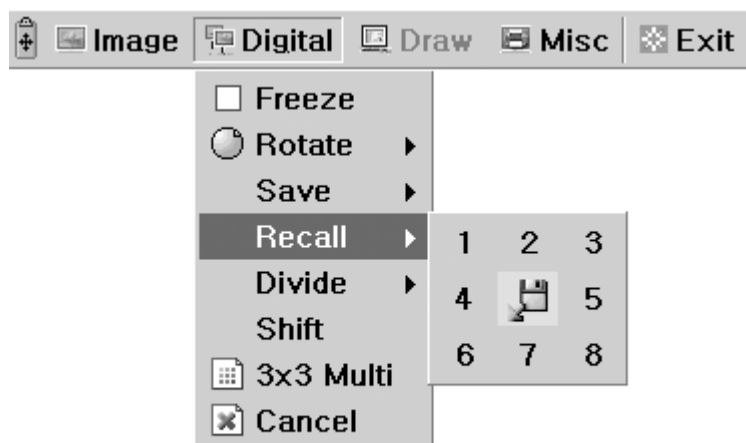 Image Digital Draw Misc Exit
Freeze
Rotate
Save
Recall
Divide
Shift
3x3 Multi
Cancel
1 2 3
4 5
6 7 8